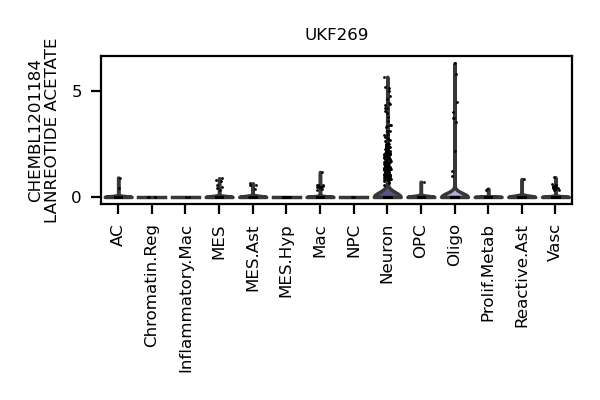 UKF269
CHEMBL1201184
LANREOTIDE ACETATE
5
0
AC
Chromatin.Reg
Inflammatory.Mac
MES
MES.Ast
MES.Hyp
Mac
NPC
Neuron
OPC
Oligo
Prolif.Metab
Reactive.Ast
Vasc